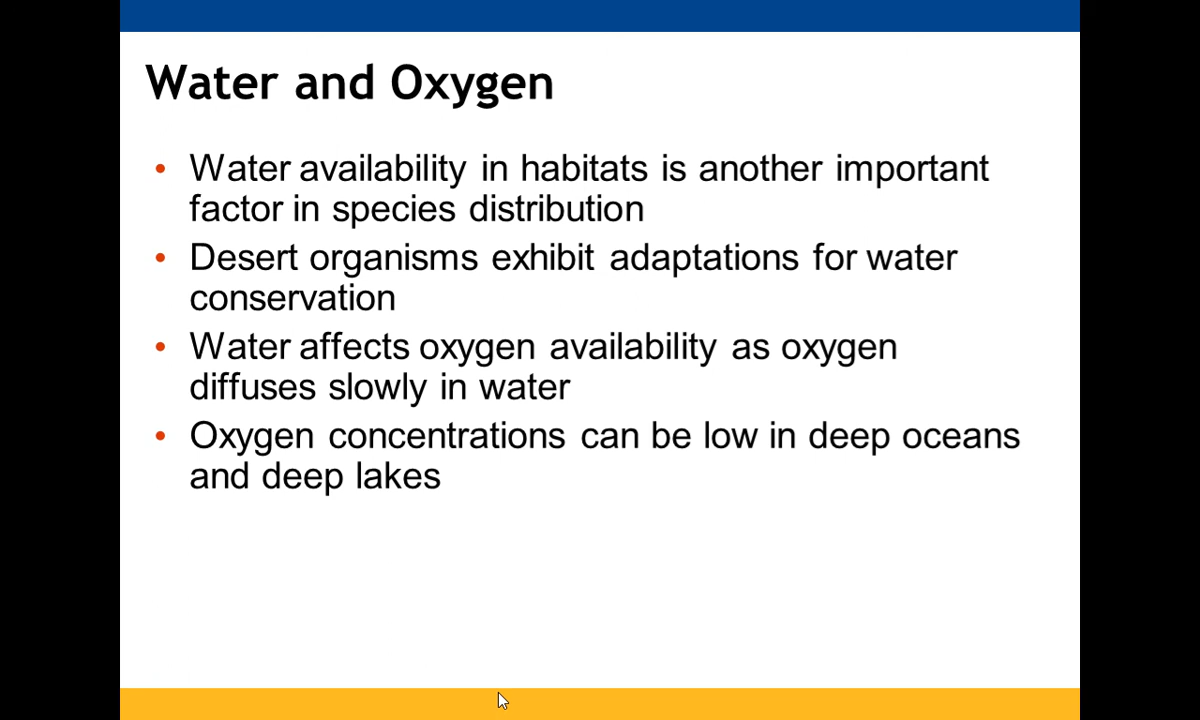 Water and Oxygen
• Water availability in habitats is another important
factor in species distribution
• Desert organisms exhibit adaptations for water
conservation
• Water affects oxygen availability as oxygen
diffuses slowly in water
• Oxygen concentrations can be low in deep oceans
and deep lakes